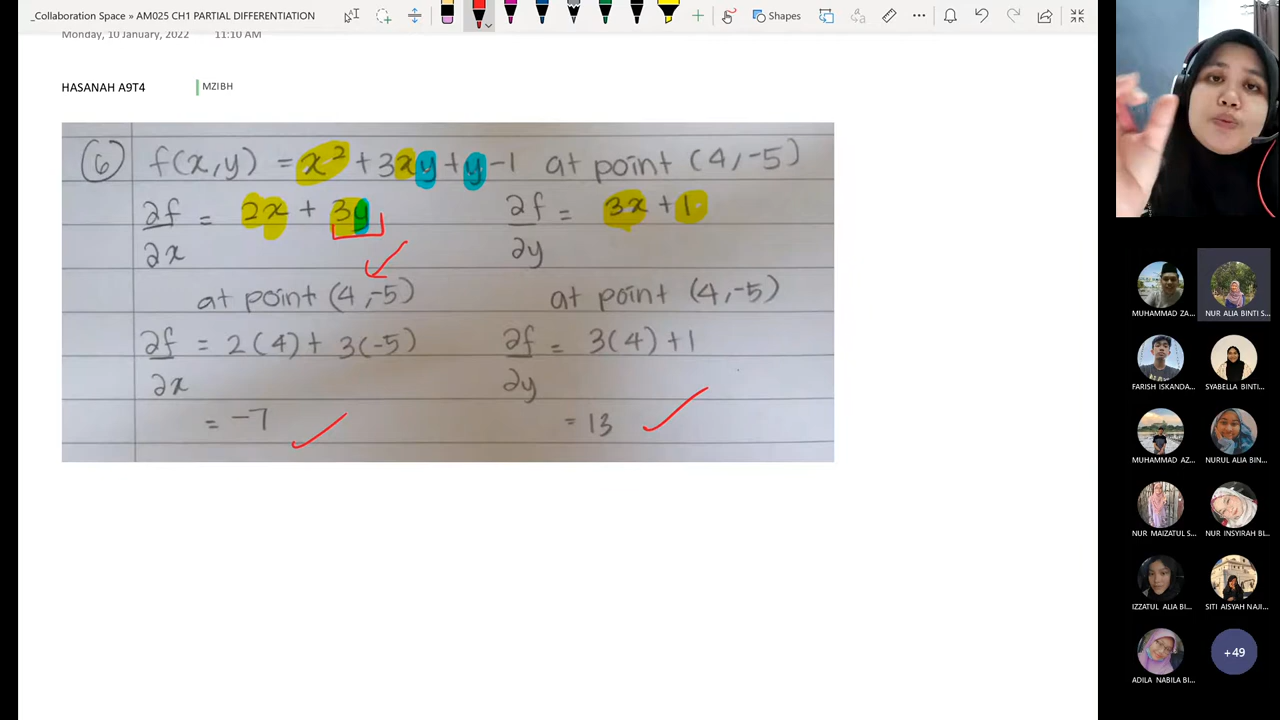 _Collaboration Space » AM025 CH1 PARTIAL DIFFERENTIATION
Shapes
Monday, 10 January, 2022 11:10 AM
HASANAH A9T4
MZIBH
⑥ f(x,y) = x² + 3xy + y - 1 at point (4,-5)
∂f/∂x = 2x + 3y
∂f/∂y = 3x + 1
at point (4,-5)
at point (4,-5)
∂f/∂x = 2(4) + 3(-5)
∂f/∂y = 3(4) + 1
= -7
= 13
MUHAMMAD ZA...
NUR ALIA BINTI S...
FARISH ISKANDA...
SYABELLA BINTI...
MUHAMMAD AZ...
NURUL ALIA BIN...
NUR MAIZATUL S...
NUR INSYIRAH BI...
IZZATUL ALIA BI...
SITI AISYAH NAJI...
ADILA NABILA BI...
+49